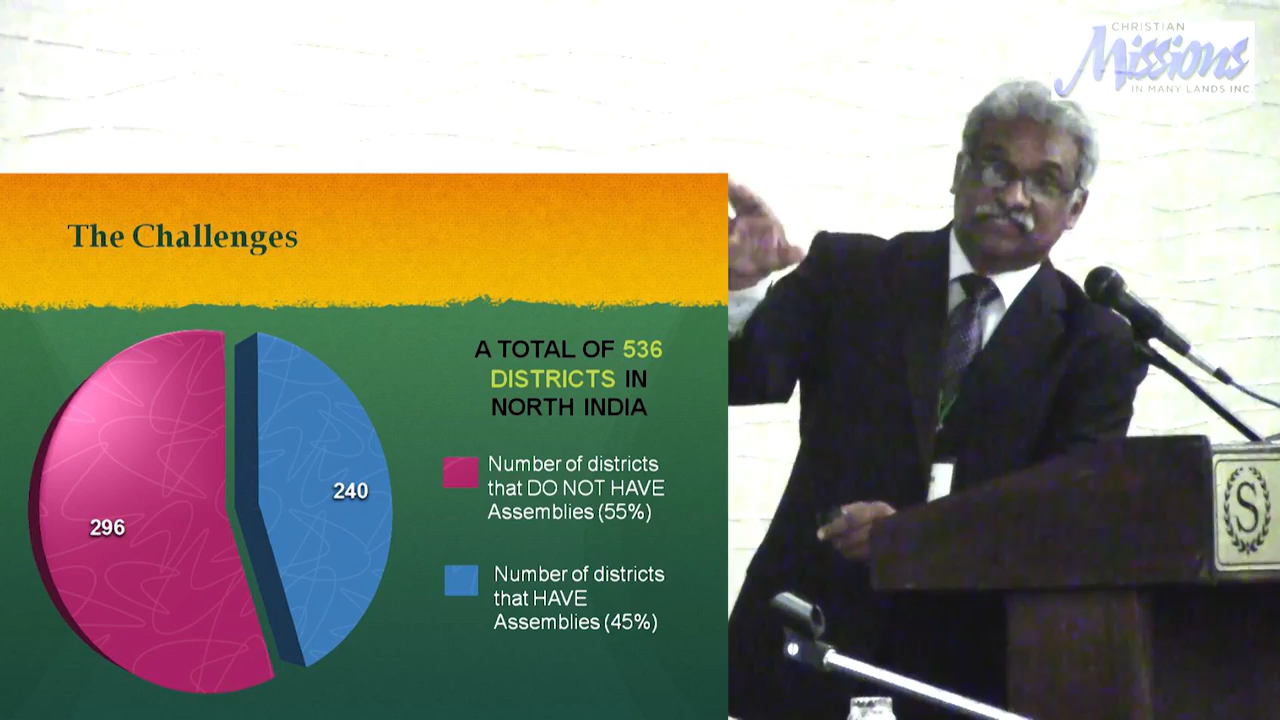 CHRISTIAN
Missions
IN MANY LANDS INC
The Challenges
A TOTAL OF 536
DISTRICTS IN
NORTH INDIA
Number of districts
that DO NOT HAVE
Assemblies (55%)
240
296
Number of districts
that HAVE
Assemblies (45%)
S